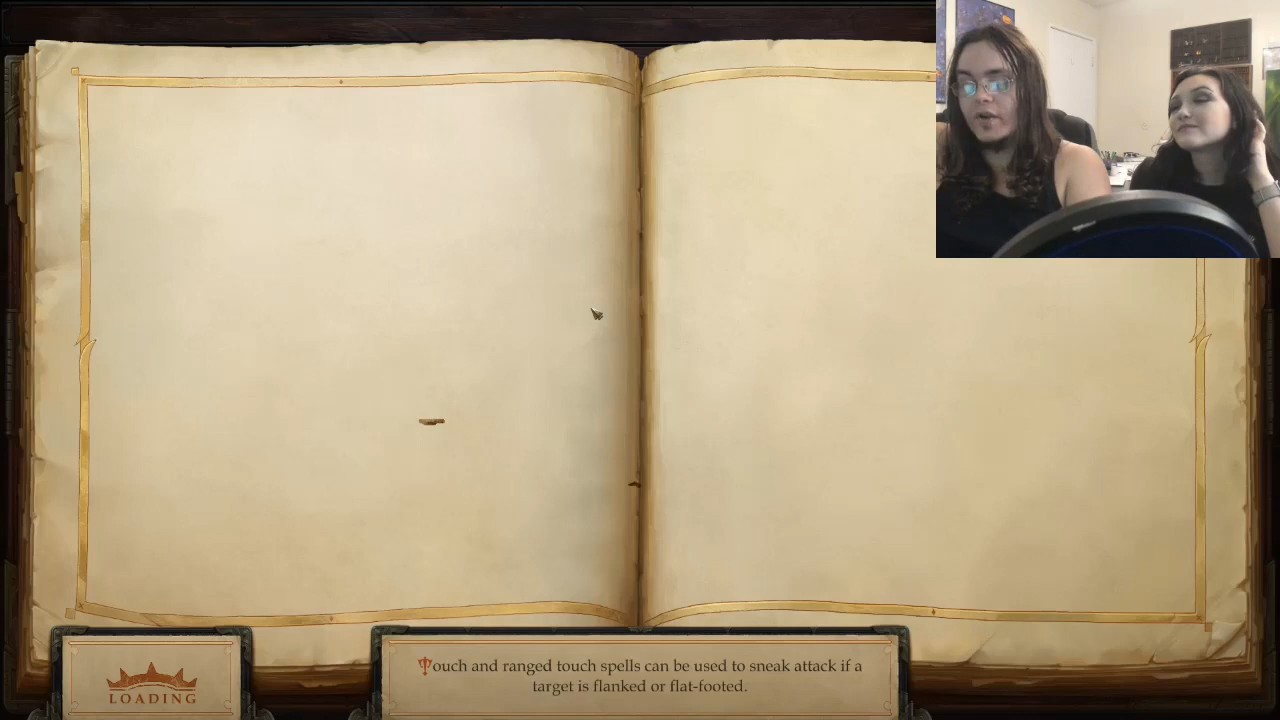 Touch and ranged touch spells can be used to sneak attack if a
target is flanked or flat-footed.
LOADING